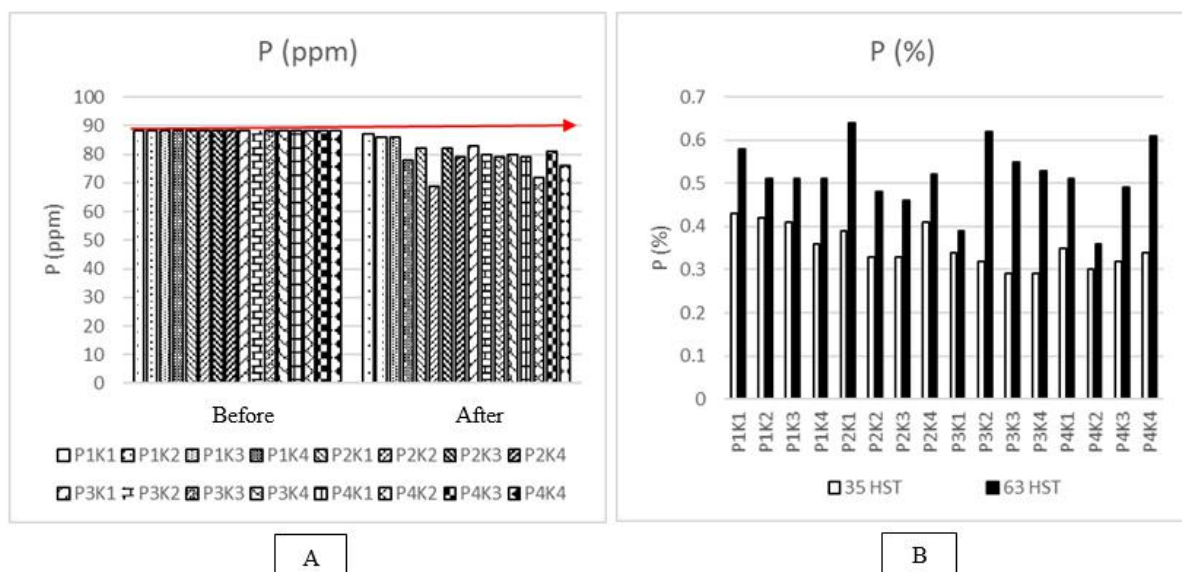 P (ppm)
P (ppm)
100
90
80
70
60
50
40
30
20
10
0
Before
After
P1K1 P1K2 P1K3 P1K4 P2K1 P2K2 P2K3 P2K4
P3K1 P3K2 P3K3 P3K4 P4K1 P4K2 P4K3 P4K4
A
P (%)
P (%)
0.7
0.6
0.5
0.4
0.3
0.2
0.1
0
P1K1
P1K2
P1K3
P1K4
P2K1
P2K2
P2K3
P2K4
P3K1
P3K2
P3K3
P3K4
P4K1
P4K2
P4K3
P4K4
35 HST 63 HST
B